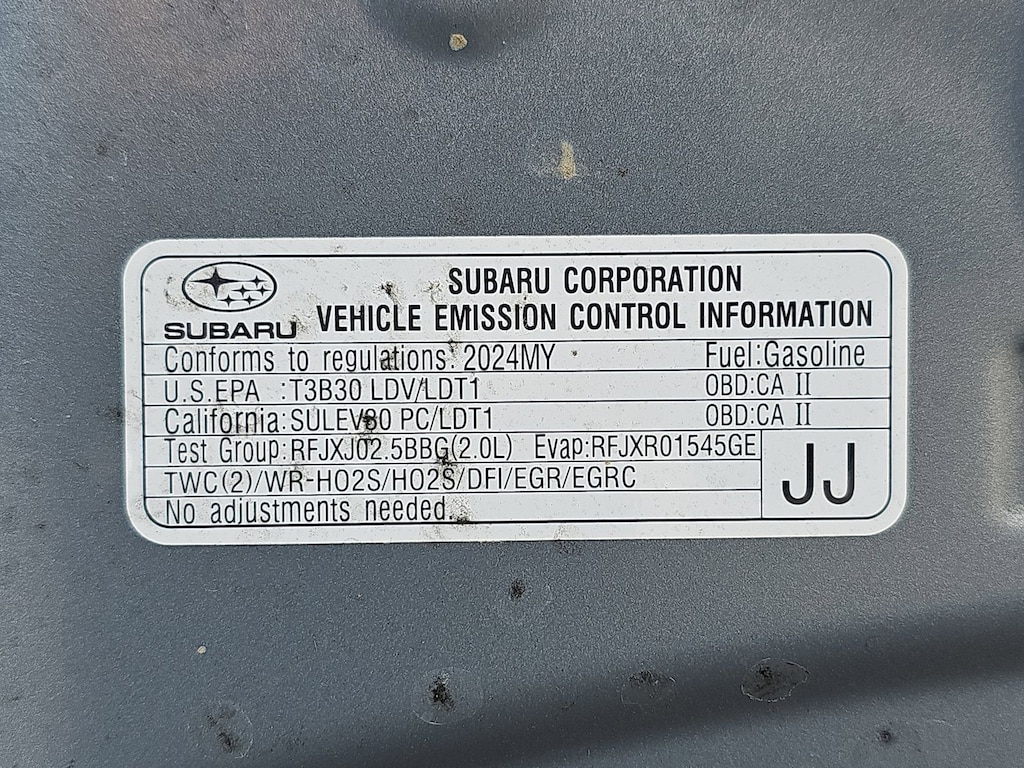 SUBARU
SUBARU CORPORATION
VEHICLE EMISSION CONTROL INFORMATION
Conforms to regulations: 2024MY Fuel:Gasoline
U.S.EPA :T3B30 LDV/LDT1 OBD:CA II
California:SULEV30 PC/LDT1 OBD:CA II
Test Group:RFJXJ02.5BBG(2.0L) Evap:RFJXR01545GE
TWC(2)/WR-HO2S/HO2S/DFI/EGR/EGRC
No adjustments needed.
JJ